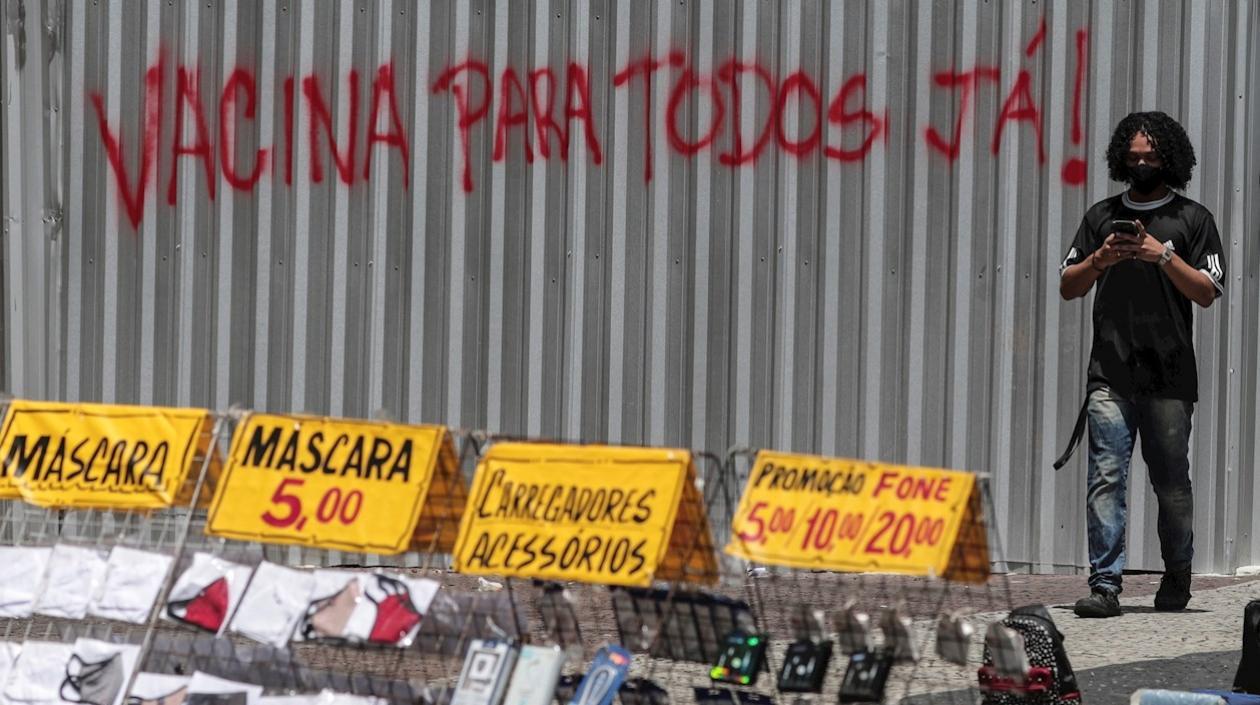 VACINA PARA TODOS JÁ!
MÁSCARA
MÁSCARA
5,00
CARREGADORES
ACESSÓRIOS
PROMOÇÃO FONE
5,00/10,00/20,00